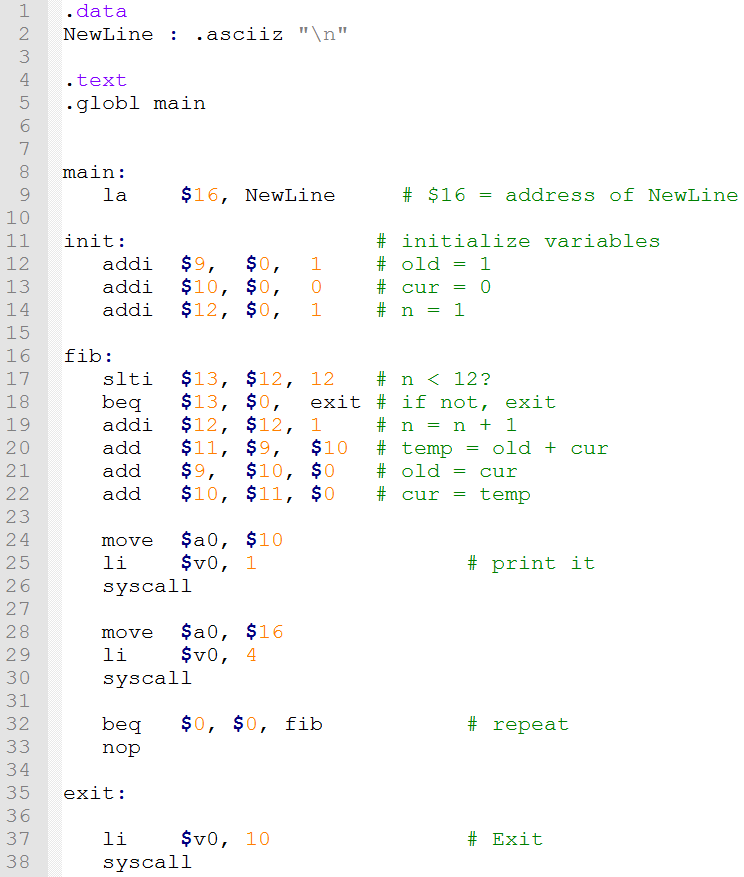 1 .data
2 NewLine : .asciiz "\n"
3
4 .text
5 .globl main
6
7
8 main:
9 la $16, NewLine # $16 = address of NewLine
10
11 init: # initialize variables
12 addi $9, $0, 1 # old = 1
13 addi $10, $0, 0 # cur = 0
14 addi $12, $0, 1 # n = 1
15
16 fib:
17 slti $13, $12, 12 # n < 12?
18 beq $13, $0, exit # if not, exit
19 addi $12, $12, 1 # n = n + 1
20 add $11, $9, $10 # temp = old + cur
21 add $9, $10, $0 # old = cur
22 add $10, $11, $0 # cur = temp
23
24 move $a0, $10
25 li $v0, 1 # print it
26 syscall
27
28 move $a0, $16
29 li $v0, 4
30 syscall
31
32 beq $0, $0, fib # repeat
33 nop
34
35 exit:
36
37 li $v0, 10 # Exit
38 syscall